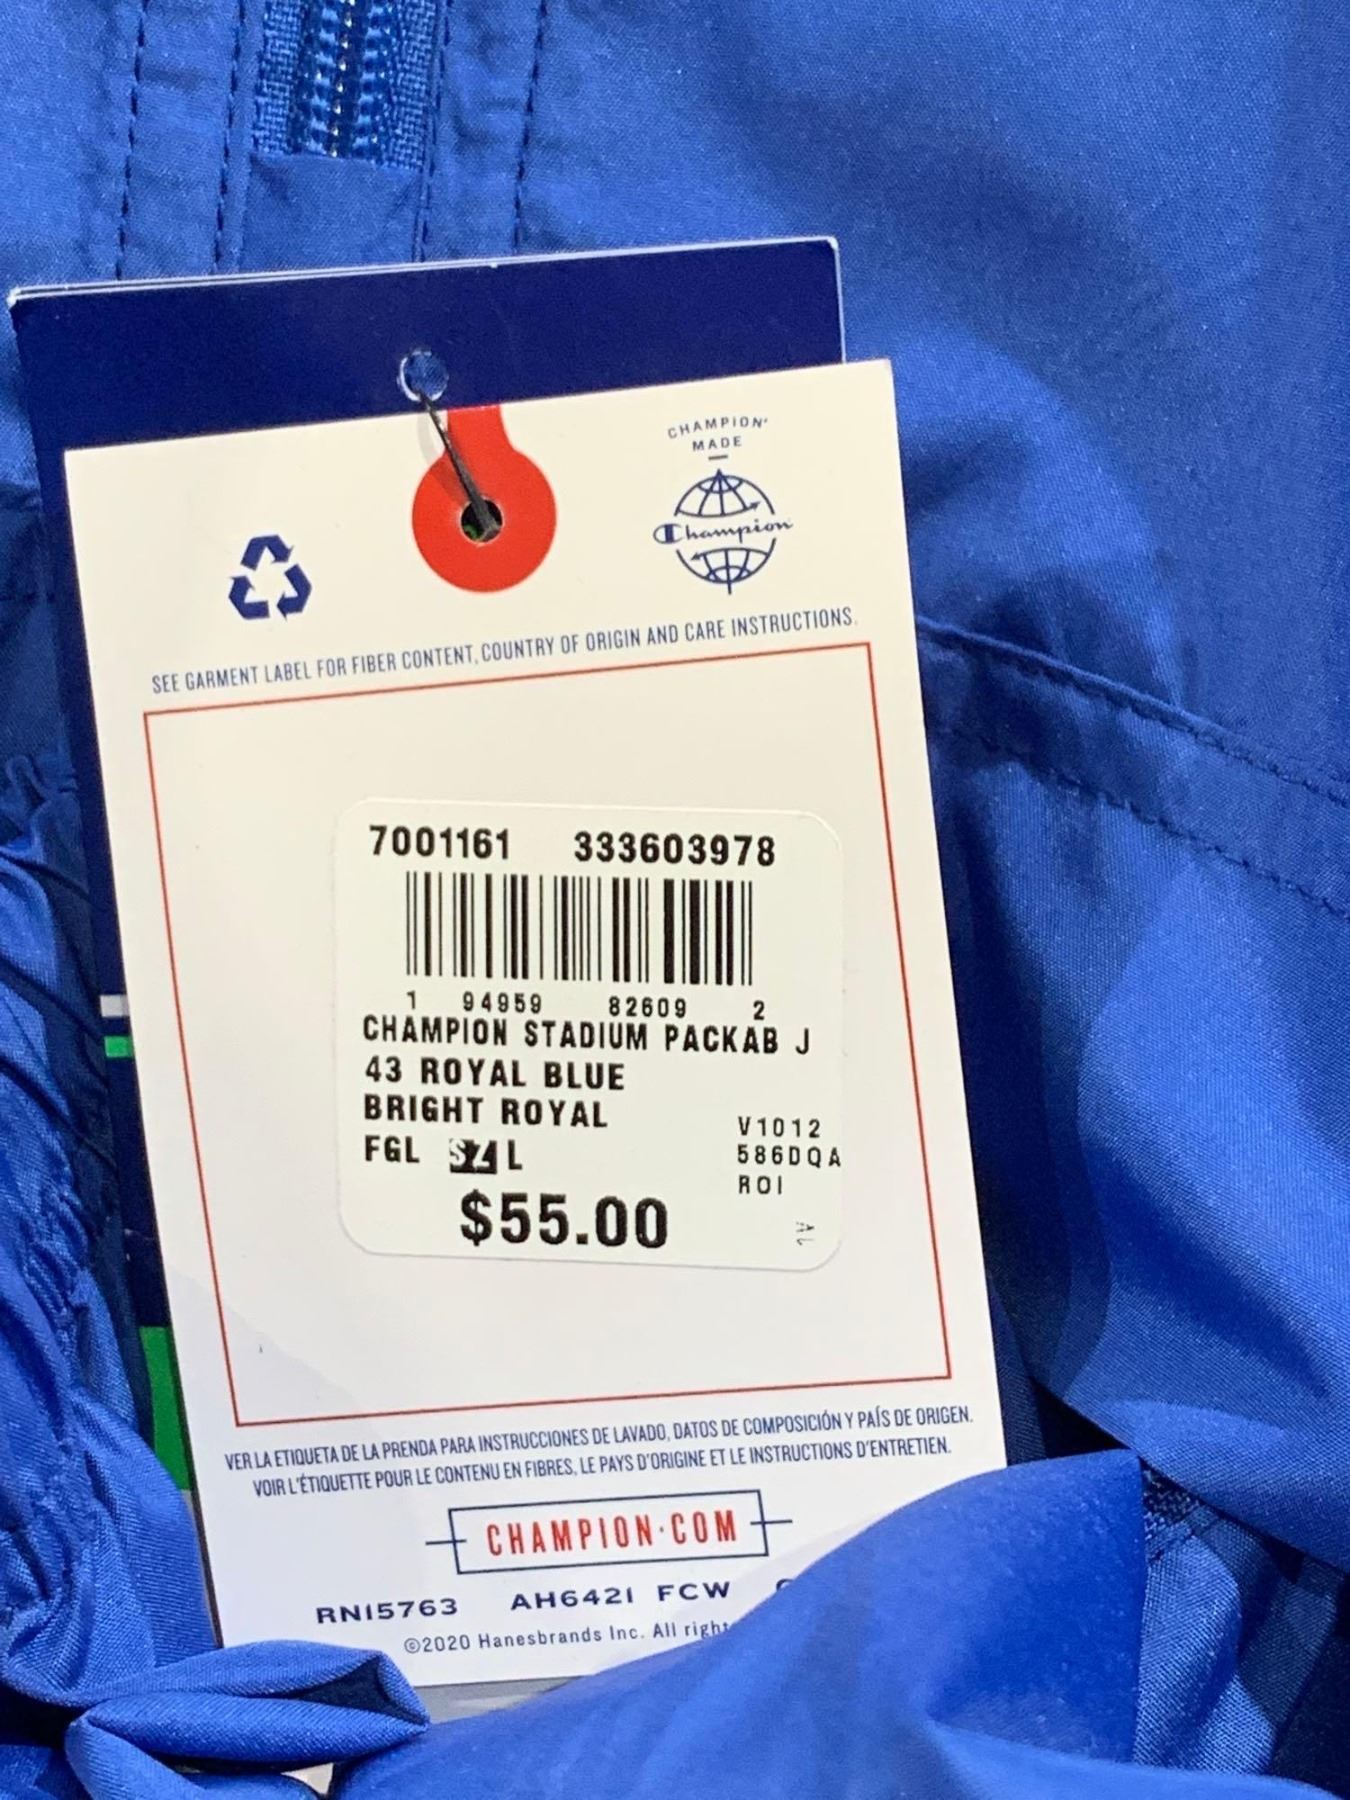 CHAMPION
MADE
Champion
SEE GARMENT LABEL FOR FIBER CONTENT, COUNTRY OF ORIGIN AND CARE INSTRUCTIONS.
7001161 333603978
1 94959 82609 2
CHAMPION STADIUM PACKAB J
43 ROYAL BLUE
BRIGHT ROYAL
V1012
FGL SZ L
586DQA
ROI
$55.00
AL
VER LA ETIQUETA DE LA PRENDA PARA INSTRUCCIONES DE LAVADO, DATOS DE COMPOSICIÓN Y PAÍS DE ORIGEN.
VOIR L'ÉTIQUETTE POUR LE CONTENU EN FIBRES, LE PAYS D'ORIGINE ET LE INSTRUCTIONS D'ENTRETIEN.
CHAMPION·COM
RN15763 AH6421 FCW
©2020 Hanesbrands Inc. All right